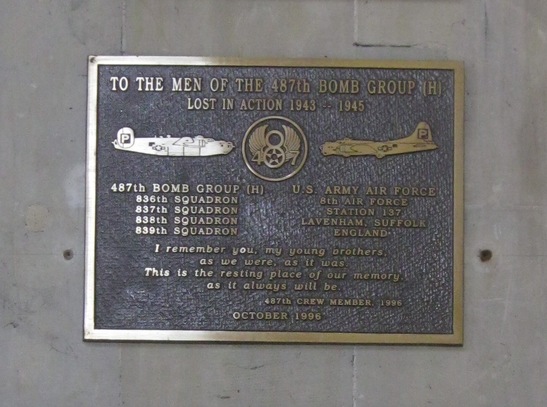 TO THE MEN OF THE 487th BOMB GROUP (H)
LOST IN ACTION 1943 - 1945
P
8
487
P
487th BOMB GROUP (H)
836th SQUADRON
837th SQUADRON
838th SQUADRON
839th SQUADRON
U.S. ARMY AIR FORCE
8th AIR FORCE
STATION 137
LAVENHAM, SUFFOLK
ENGLAND
I remember you, my young brothers,
as we were, as it was.
This is the resting place of our memory,
as it always will be.
487th CREW MEMBER, 1996
OCTOBER 1996